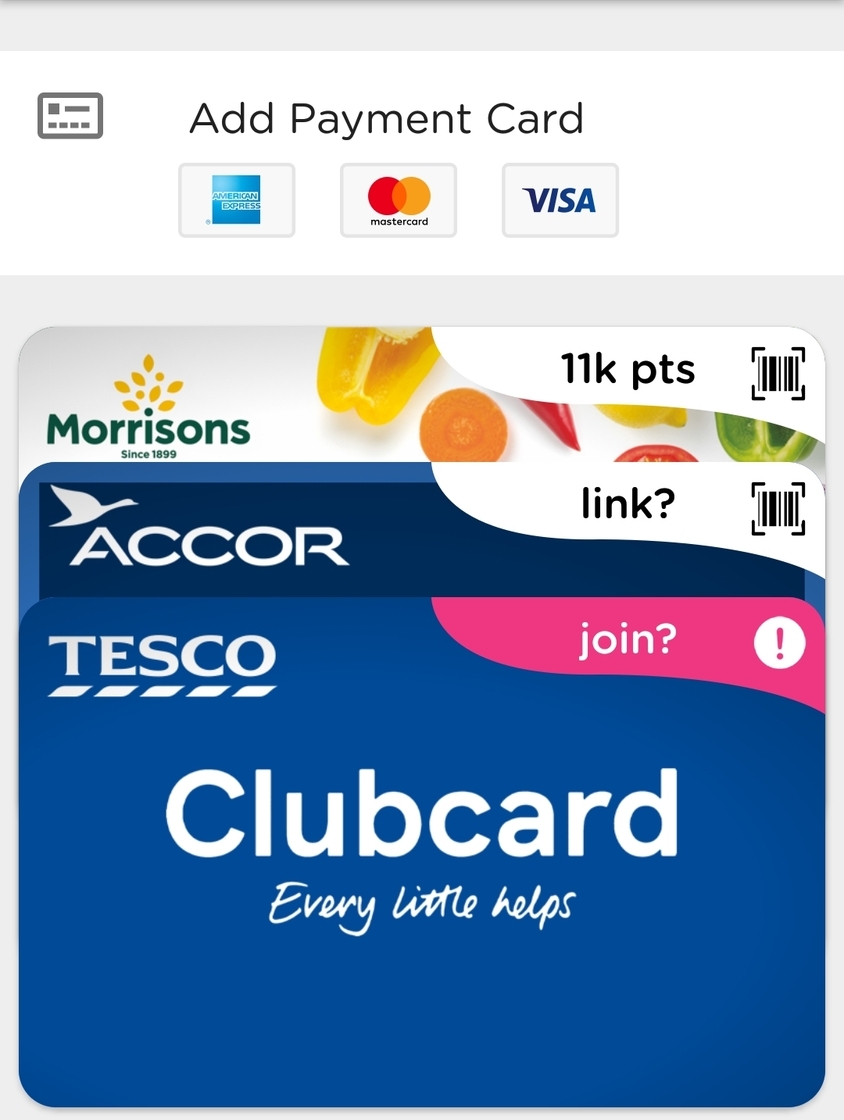 Add Payment Card
AMERICAN
EXPRESS
mastercard
VISA
11k pts
Morrisons
Since 1899
link?
ACCOR
join?
TESCO
Clubcard
Every little helps